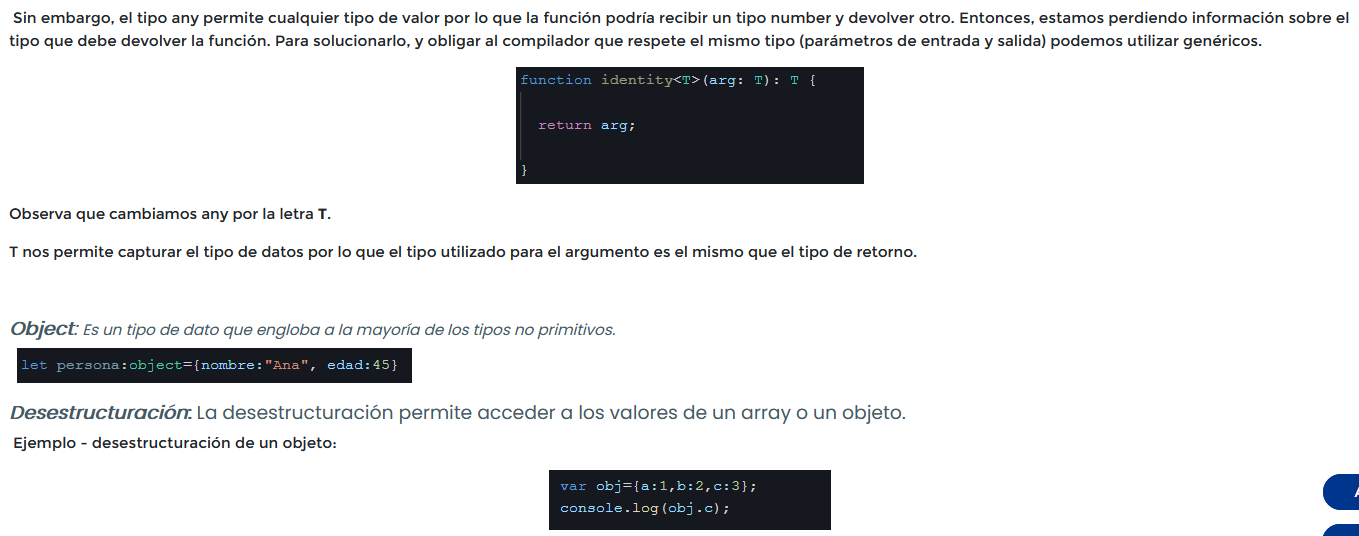 Sin embargo, el tipo any permite cualquier tipo de valor por lo que la función podría recibir un tipo number y devolver otro. Entonces, estamos perdiendo información sobre el
tipo que debe devolver la función. Para solucionarlo, y obligar al compilador que respete el mismo tipo (parámetros de entrada y salida) podemos utilizar genéricos.
function identity<T>(arg: T): T {
return arg;
}
Observa que cambiamos any por la letra T.
T nos permite capturar el tipo de datos por lo que el tipo utilizado para el argumento es el mismo que el tipo de retorno.
Object: Es un tipo de dato que engloba a la mayoría de los tipos no primitivos.
let persona:object={nombre:"Ana", edad:45}
Desestructuración: La desestructuración permite acceder a los valores de un array o un objeto.
Ejemplo - desestructuración de un objeto:
var obj={a:1,b:2,c:3};
console.log(obj.c);